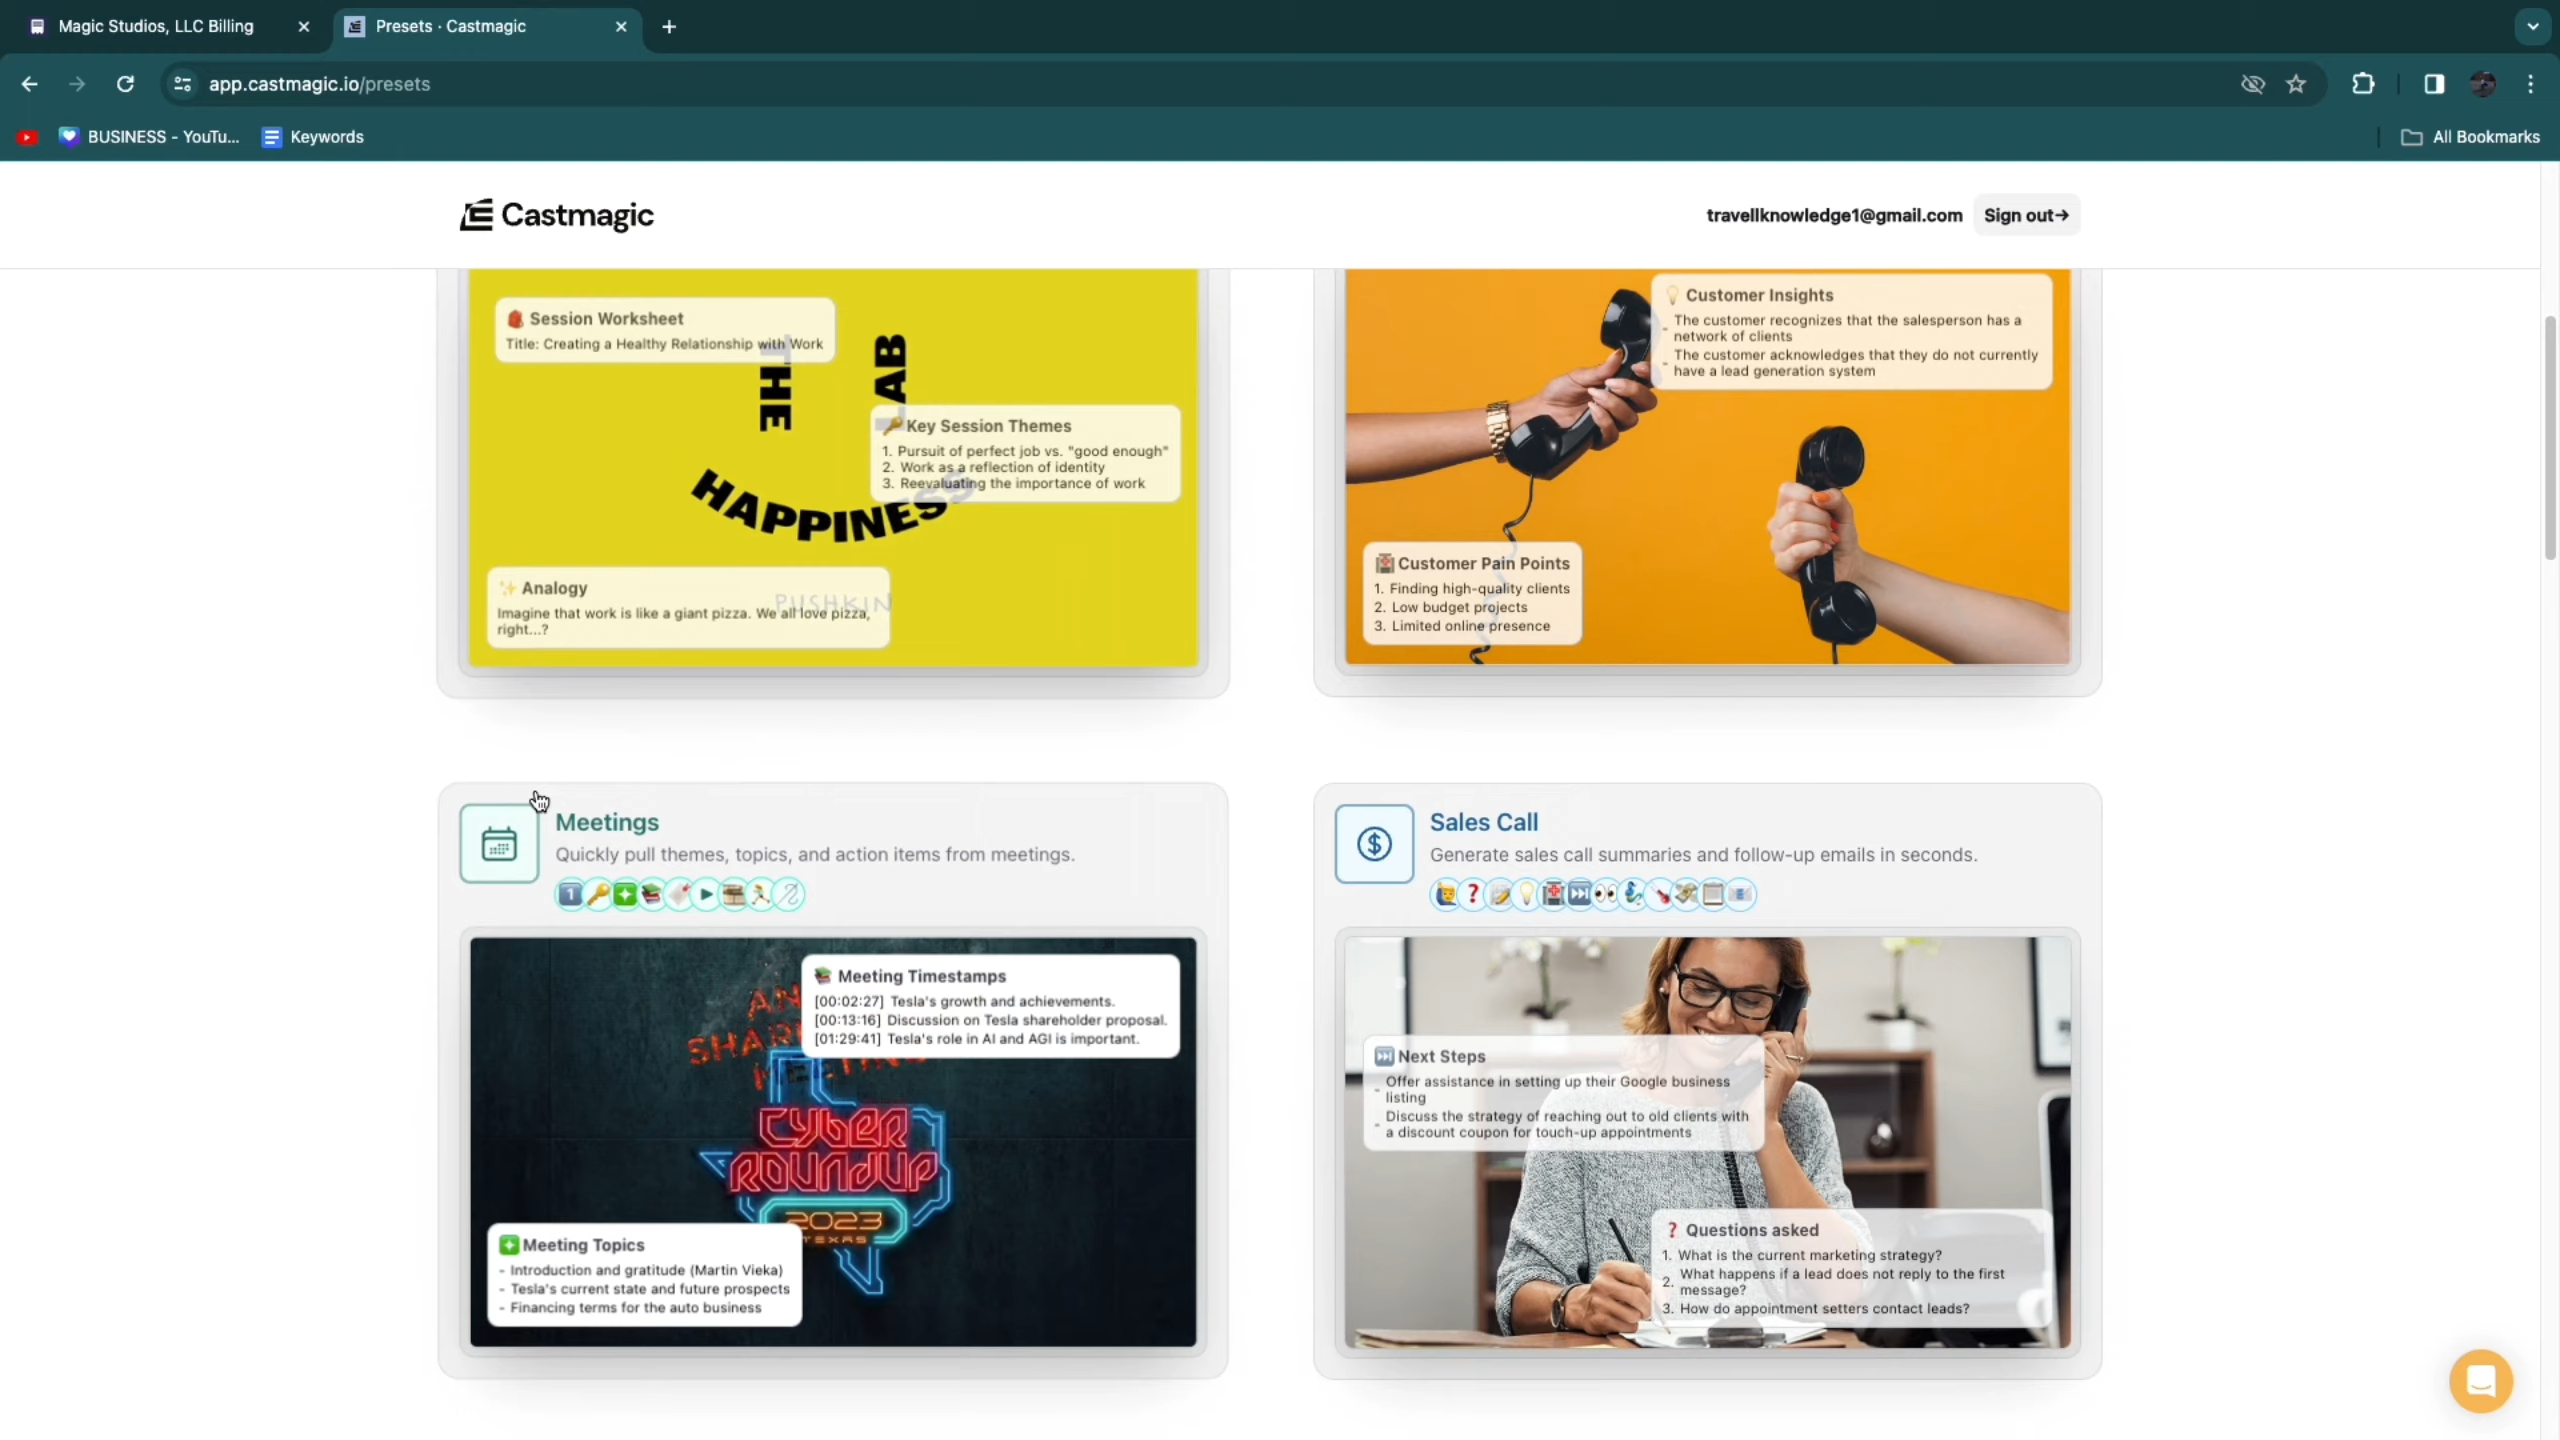 Magic Studios, LLC Billing
Presets · Castmagic
app.castmagic.io/presets
BUSINESS - YouTu...
Keywords
All Bookmarks
Castmagic
travellknowledge1@gmail.com
Sign out→
Session Worksheet
Title: Creating a Healthy Relationship with Work
THE
LAB
HAPPINESS
Key Session Themes
1. Pursuit of perfect job vs. "good enough"
2. Work as a reflection of identity
3. Reevaluating the importance of work
Analogy
PUSHKIN
Imagine that work is like a giant pizza. We all love pizza,
right...?
Customer Insights
- The customer recognizes that the salesperson has a
network of clients
- The customer acknowledges that they do not currently
have a lead generation system
Customer Pain Points
1. Finding high-quality clients
2. Low budget projects
3. Limited online presence
Meetings
Quickly pull themes, topics, and action items from meetings.
Meeting Timestamps
[00:02:27] Tesla's growth and achievements.
[00:13:16] Discussion on Tesla shareholder proposal.
[01:29:41] Tesla's role in AI and AGI is important.
CYBER
ROUNDUP
2023
TEXAS
Meeting Topics
- Introduction and gratitude (Martin Vieka)
- Tesla's current state and future prospects
- Financing terms for the auto business
Sales Call
Generate sales call summaries and follow-up emails in seconds.
Next Steps
- Offer assistance in setting up their Google business
listing
- Discuss the strategy of reaching out to old clients with
a discount coupon for touch-up appointments
Questions asked
1. What is the current marketing strategy?
2. What happens if a lead does not reply to the first
message?
3. How do appointment setters contact leads?